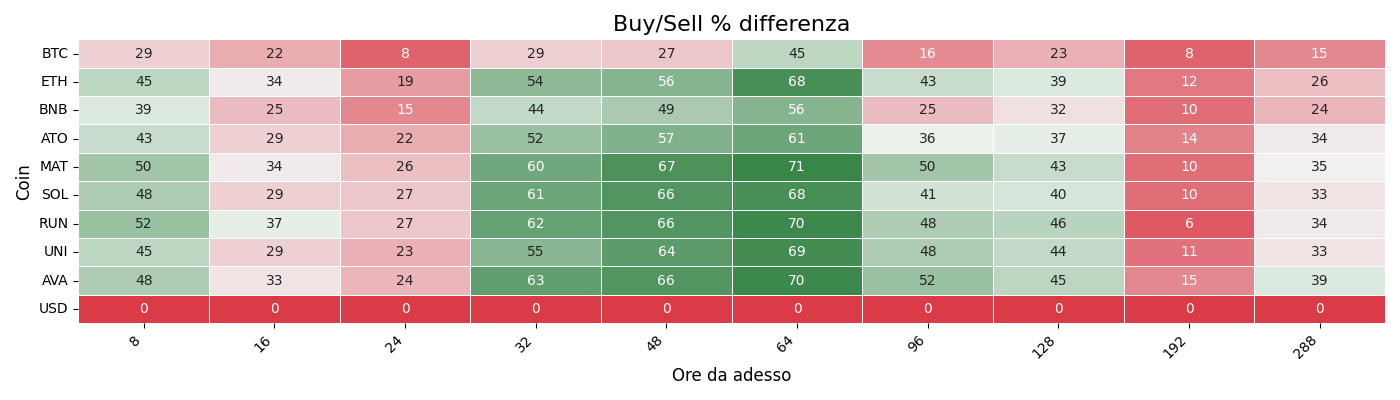 Buy/Sell % differenza
Coin
BTC 29 22 8 29 27 45 16 23 8 15
ETH 45 34 19 54 56 68 43 39 12 26
BNB 39 25 15 44 49 56 25 32 10 24
ATO 43 29 22 52 57 61 36 37 14 34
MAT 50 34 26 60 67 71 50 43 10 35
SOL 48 29 27 61 66 68 41 40 10 33
RUN 52 37 27 62 66 70 48 46 6 34
UNI 45 29 23 55 64 69 48 44 11 33
AVA 48 33 24 63 66 70 52 45 15 39
USD 0 0 0 0 0 0 0 0 0 0
8 16 24 32 48 64 96 128 192 288
Ore da adesso